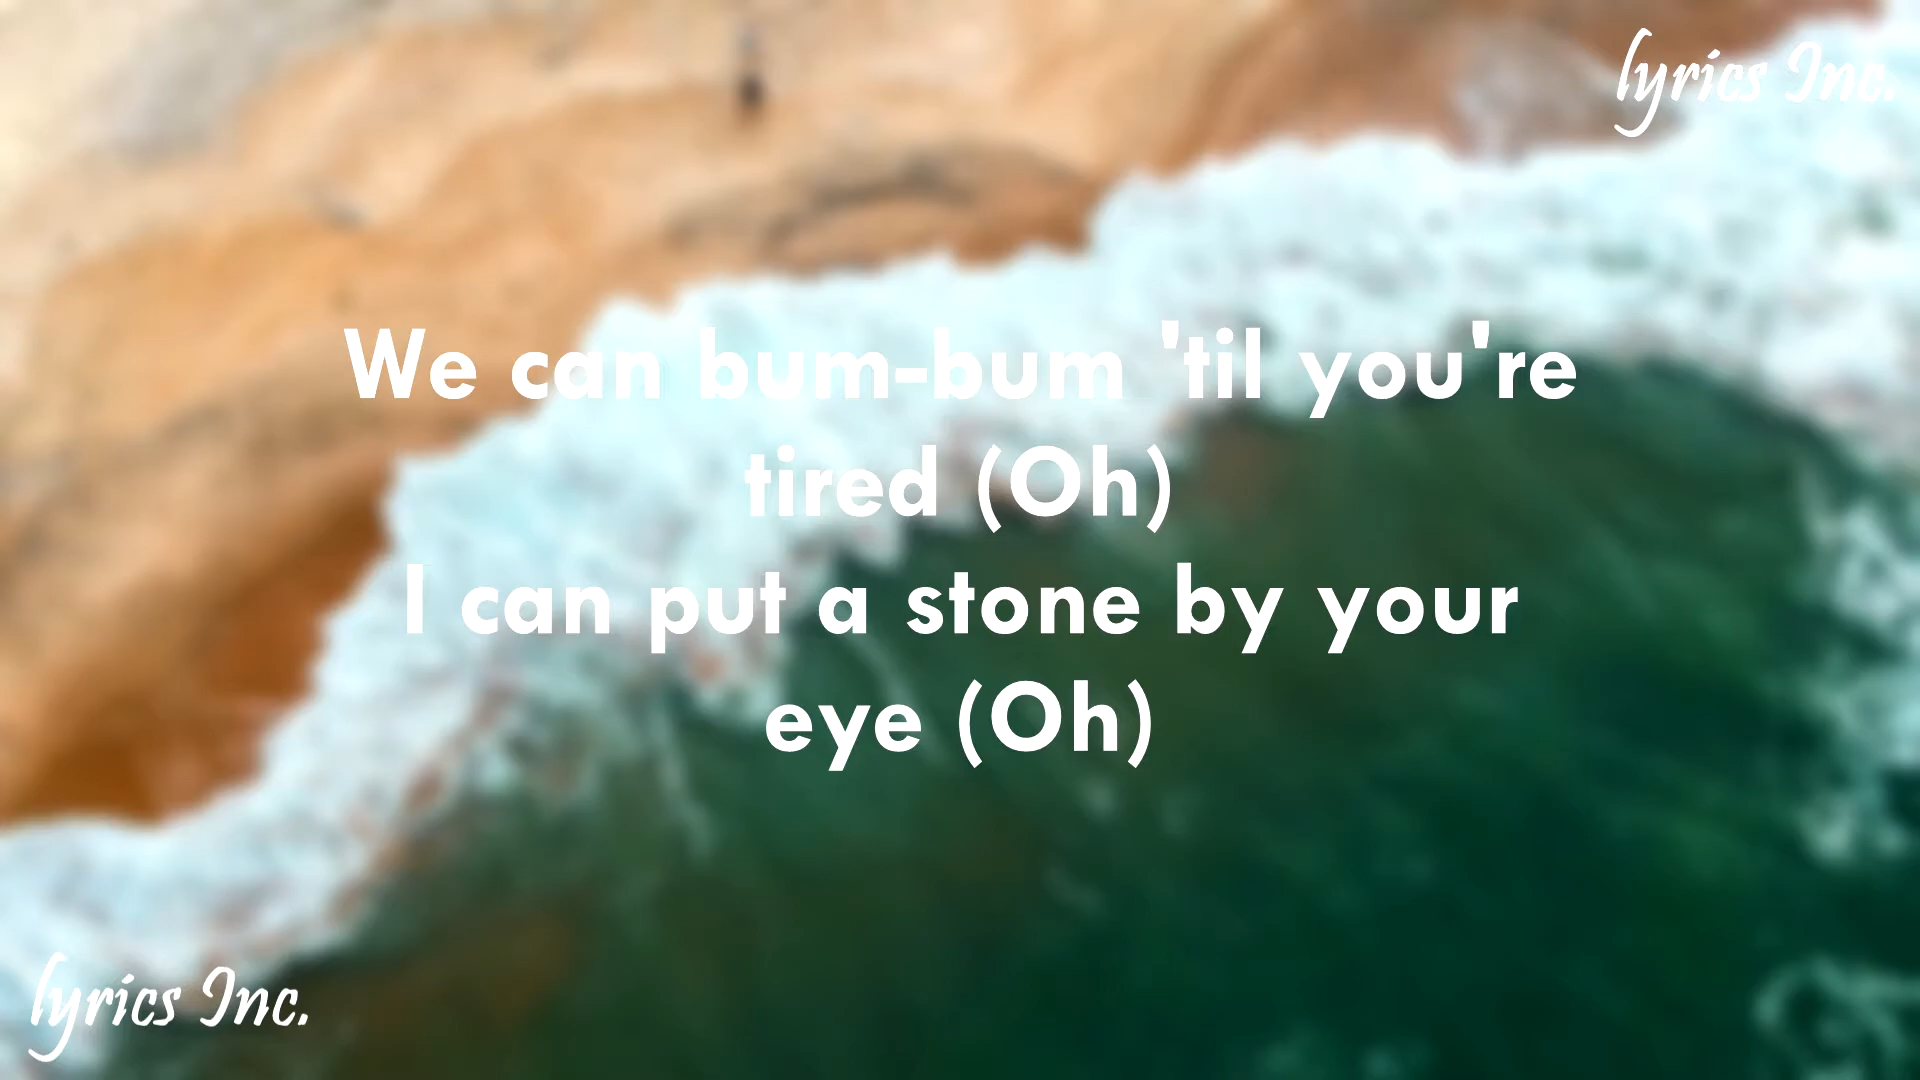 lyrics Inc.
We can bum-bum 'til you're
tired (Oh)
I can put a stone by your
eye (Oh)
lyrics Inc.